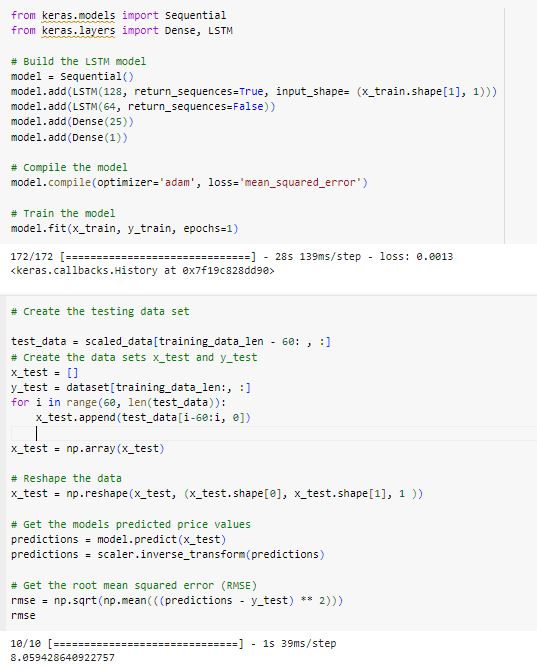 from keras.models import Sequential
from keras.layers import Dense, LSTM
# Build the LSTM model
model = Sequential()
model.add(LSTM(128, return_sequences=True, input_shape= (x_train.shape[1], 1)))
model.add(LSTM(64, return_sequences=False))
model.add(Dense(25))
model.add(Dense(1))
# Compile the model
model.compile(optimizer='adam', loss='mean_squared_error')
# Train the model
model.fit(x_train, y_train, epochs=1)
172/172 [==============================] - 28s 139ms/step - loss: 0.0013
<keras.callbacks.History at 0x7f19c828dd90>
# Create the testing data set
test_data = scaled_data[training_data_len - 60: , :]
# Create the data sets x_test and y_test
x_test = []
y_test = dataset[training_data_len:, :]
for i in range(60, len(test_data)):
    x_test.append(test_data[i-60:i, 0])
x_test = np.array(x_test)
# Reshape the data
x_test = np.reshape(x_test, (x_test.shape[0], x_test.shape[1], 1 ))
# Get the models predicted price values
predictions = model.predict(x_test)
predictions = scaler.inverse_transform(predictions)
# Get the root mean squared error (RMSE)
rmse = np.sqrt(np.mean(((predictions - y_test) ** 2)))
rmse
10/10 [==============================] - 1s 39ms/step
8.059428640922757